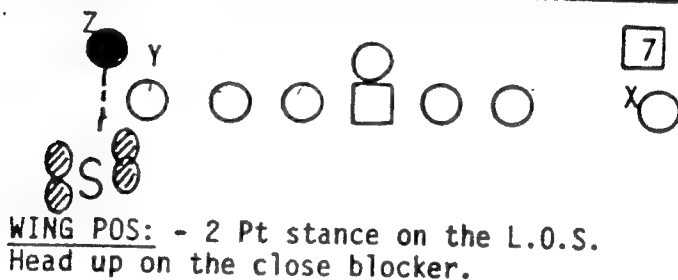 Z
Y
7
X
S
WING POS: - 2 Pt stance on the L.O.S.
Head up on the close blocker.